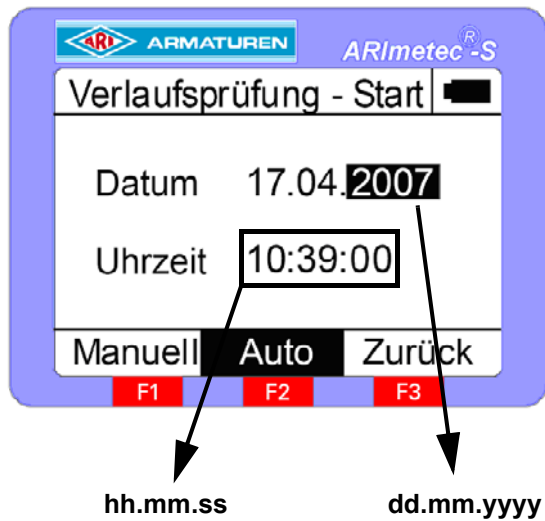 ARI ARMATUREN ARImetec®-S
Verlaufsprüfung - Start
Datum 17.04.2007
Uhrzeit 10:39:00
Manuell Auto Zurück
F1 F2 F3
hh.mm.ss dd.mm.yyyy